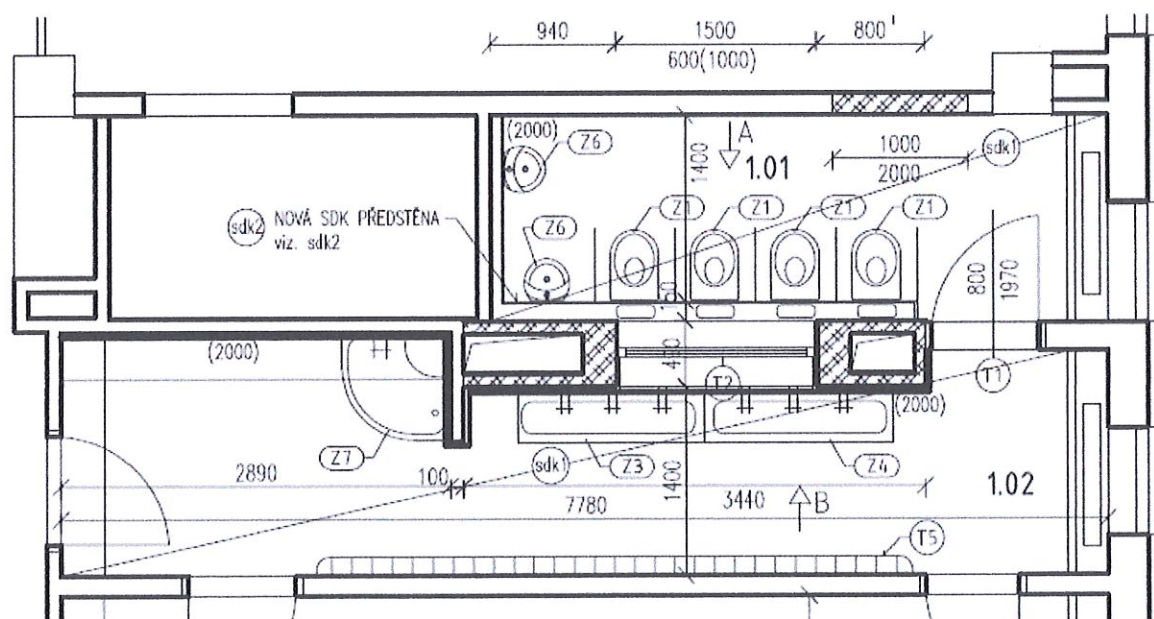 940 1500 800
600(1000)
(2000)
Z6
A
1.01
1400
1000
2000
sdk1
sdk2 NOVÁ SDK PŘEDSTĚNA
viz. sdk2
Z6
Z1 Z1 Z1 Z1
800
1970
(2000)
T2
T1
(2000)
Z7
sdk1
Z3
Z4
2890
100
1400
3440
B
1.02
7780
T5